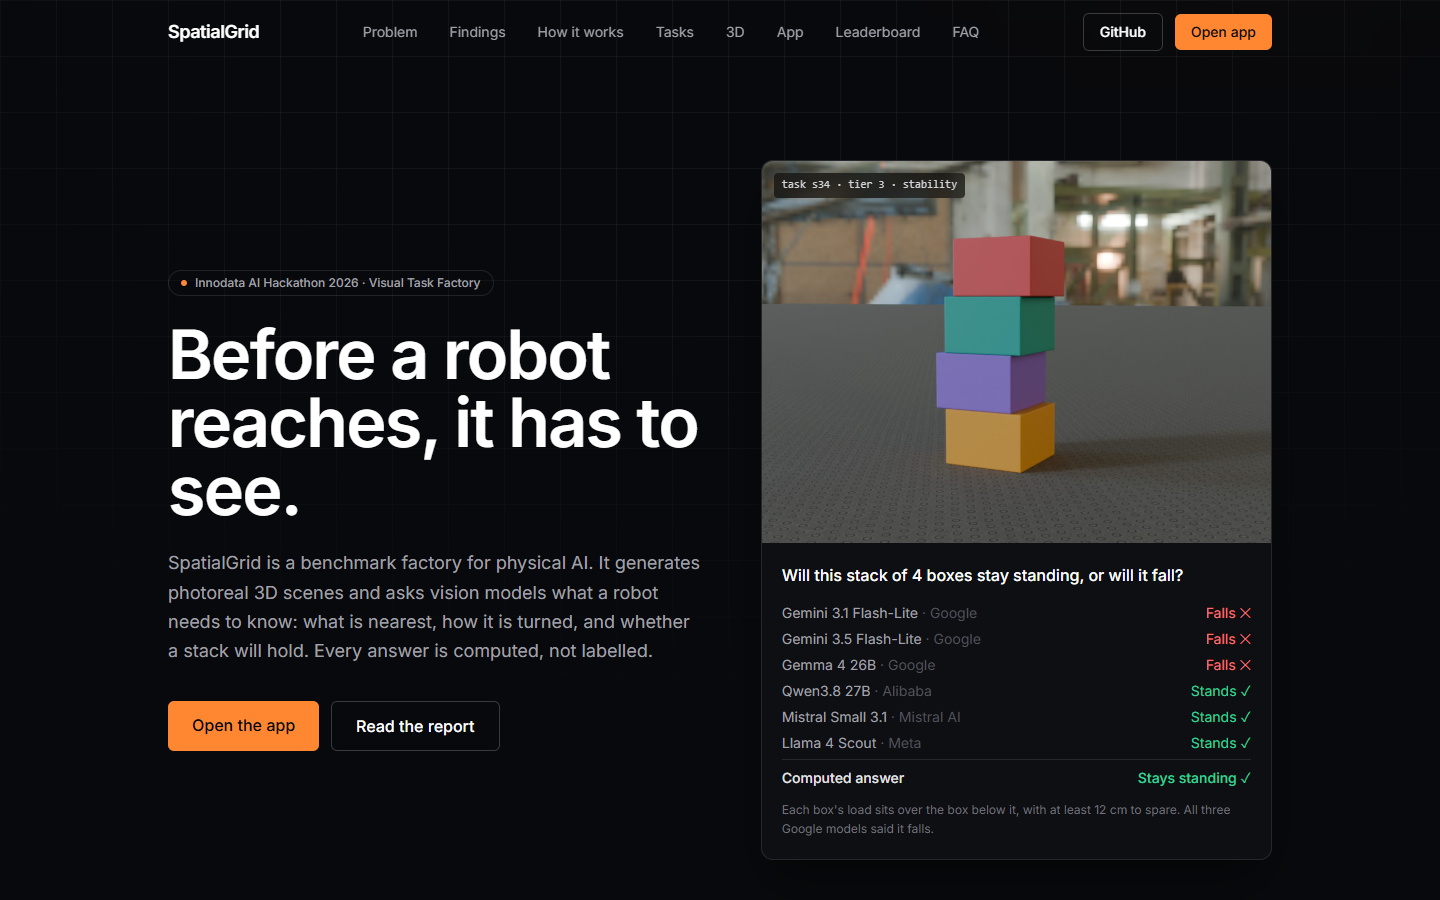 SpatialGrid
Problem
Findings
How it works
Tasks
3D
App
Leaderboard
FAQ
GitHub
Open app
Innodata AI Hackathon 2026 · Visual Task Factory
Before a robot
reaches, it has to
see.
SpatialGrid is a benchmark factory for physical AI. It generates
photoreal 3D scenes and asks vision models what a robot
needs to know: what is nearest, how it is turned, and whether
a stack will hold. Every answer is computed, not labelled.
Open the app
Read the report
task s34 · tier 3 · stability
Will this stack of 4 boxes stay standing, or will it fall?
Gemini 3.1 Flash-Lite · Google Falls ✕
Gemini 3.5 Flash-Lite · Google Falls ✕
Gemma 4 26B · Google Falls ✕
Qwen3.8 27B · Alibaba Stands ✓
Mistral Small 3.1 · Mistral AI Stands ✓
Llama 4 Scout · Meta Stands ✓
Computed answer Stays standing ✓
Each box's load sits over the box below it, with at least 12 cm to spare. All three
Google models said it falls.